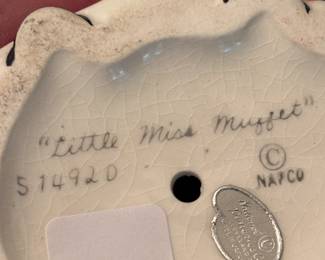 "Little Miss Muffet"
S1492D
©
NAPCO